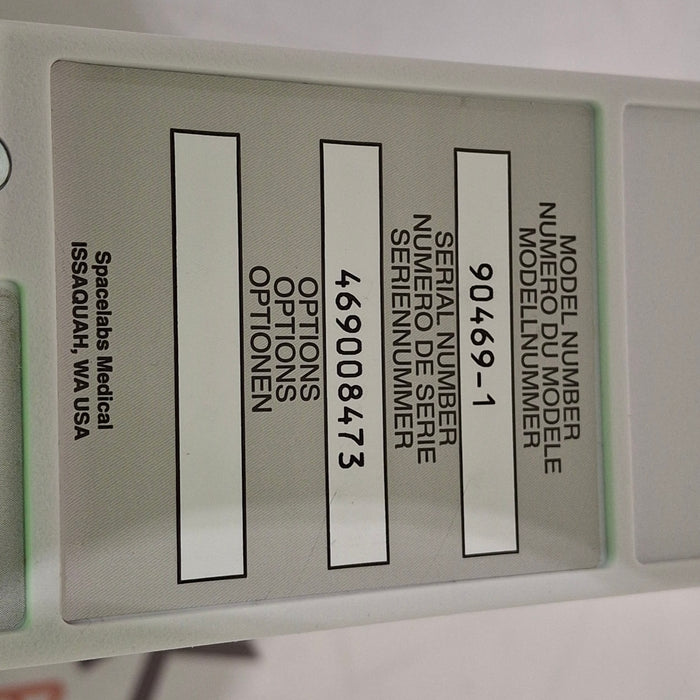 MODEL NUMBER
NUMERO DU MODELE
MODELLNUMMER
90469-1
SERIAL NUMBER
NUMERO DE SERIE
SERIENNUMMER
469008473
OPTIONS
OPTIONS
OPTIONEN
Spacelabs Medical
ISSAQUAH, WA USA